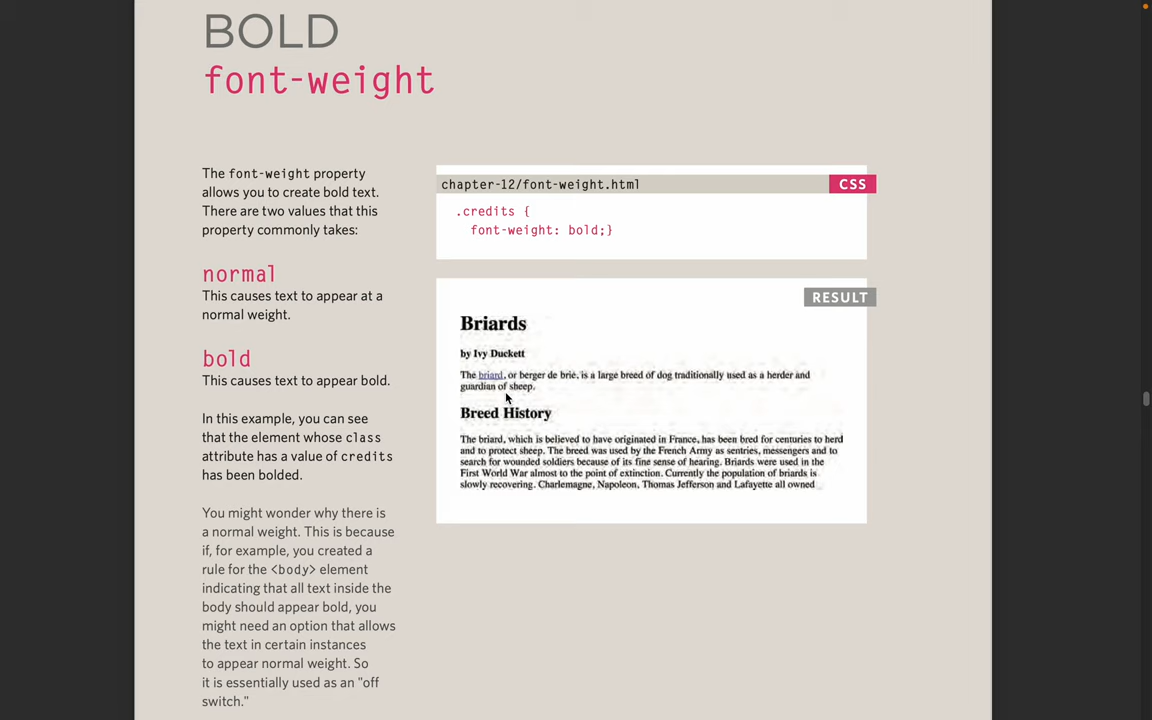 BOLD
font-weight
The font-weight property
allows you to create bold text.
There are two values that this
property commonly takes:
normal
This causes text to appear at a
normal weight.
bold
This causes text to appear bold.
In this example, you can see
that the element whose class
attribute has a value of credits
has been bolded.
You might wonder why there is
a normal weight. This is because
if, for example, you created a
rule for the <body> element
indicating that all text inside the
body should appear bold, you
might need an option that allows
the text in certain instances
to appear normal weight. So
it is essentially used as an "off
switch."
chapter-12/font-weight.html
CSS
.credits {
font-weight: bold;}
RESULT
Briards
by Ivy Duckett
The briard, or berger de brie, is a large breed of dog traditionally used as a herder and
guardian of sheep.
Breed History
The briard, which is believed to have originated in France, has been bred for centuries to herd
and to protect sheep. The breed was used by the French Army as sentries, messengers and to
search for wounded soldiers because of its fine sense of hearing. Briards were used in the
First World War almost to the point of extinction. Currently the population of briards is
slowly recovering. Charlemagne, Napoleon, Thomas Jefferson and Lafayette all owned